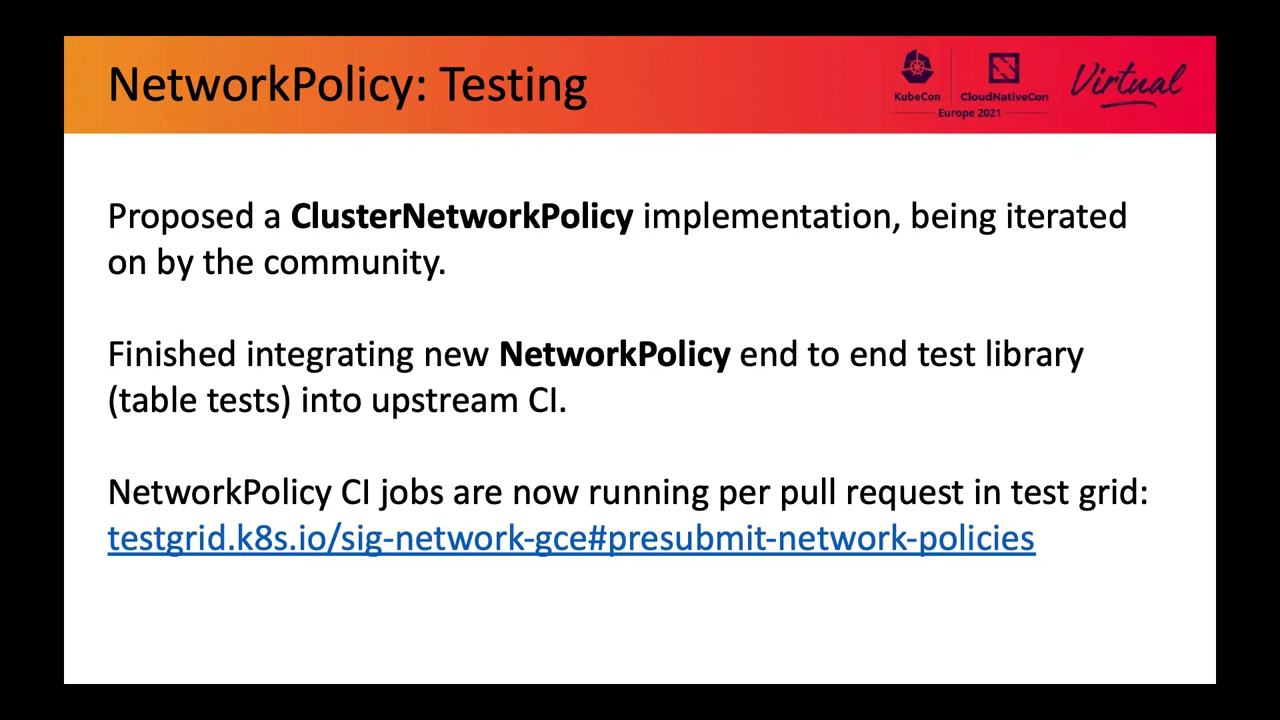 NetworkPolicy: Testing
KubeCon
CloudNativeCon
Europe 2021
Virtual
Proposed a ClusterNetworkPolicy implementation, being iterated
on by the community.
Finished integrating new NetworkPolicy end to end test library
(table tests) into upstream CI.
NetworkPolicy CI jobs are now running per pull request in test grid:
testgrid.k8s.io/sig-network-gce#presubmit-network-policies